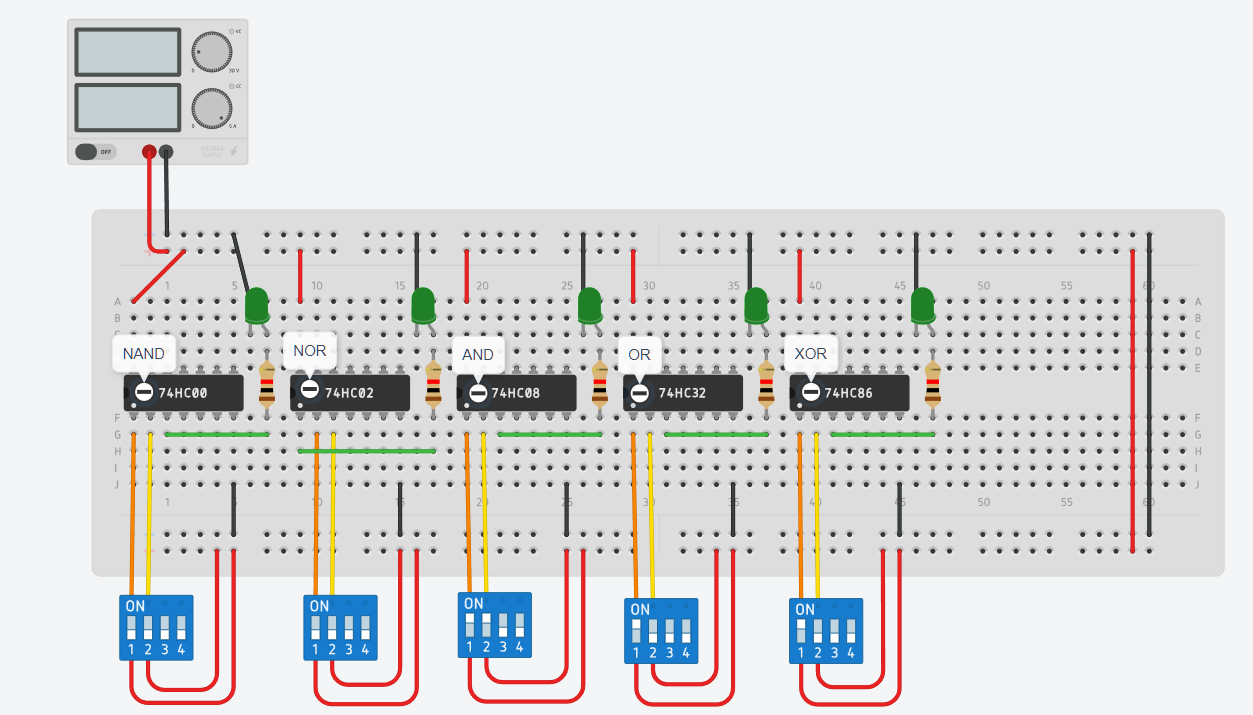 VC
0 30 V
CC
0 5 A
OFF
VOLTAGE
SUPPLY
1 5 10 15 20 25 30 35 40 45 50 55 60
A A
B B
C C
D D
E E
NAND NOR AND OR XOR
74HC00 74HC02 74HC08 74HC32 74HC86
F F
G G
H H
I I
J J
1 5 10 15 20 25 30 35 40 45 50 55 60
ON ON ON ON ON
1 2 3 4 1 2 3 4 1 2 3 4 1 2 3 4 1 2 3 4